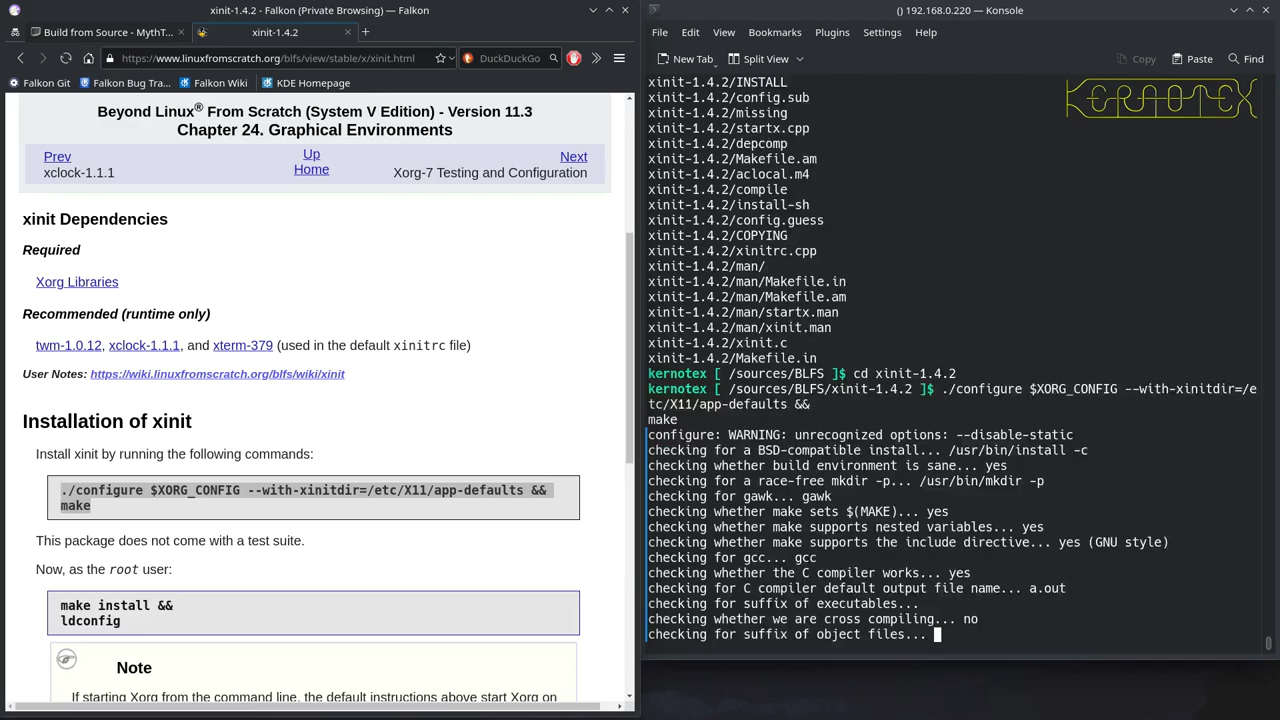 xinit-1.4.2 - Falkon (Private Browsing) — Falkon
Build from Source - MythT...
xinit-1.4.2
https://www.linuxfromscratch.org/blfs/view/stable/x/xinit.html
DuckDuckGo
Falkon Git
Falkon Bug Tra...
Falkon Wiki
KDE Homepage
Beyond Linux® From Scratch (System V Edition) - Version 11.3
Chapter 24. Graphical Environments
Prev
Up
Next
xclock-1.1.1
Home
Xorg-7 Testing and Configuration
xinit Dependencies
Required
Xorg Libraries
Recommended (runtime only)
twm-1.0.12, xclock-1.1.1, and xterm-379 (used in the default xinitrc file)
User Notes: https://wiki.linuxfromscratch.org/blfs/wiki/xinit
Installation of xinit
Install xinit by running the following commands:
./configure $XORG_CONFIG --with-xinitdir=/etc/X11/app-defaults &&
make
This package does not come with a test suite.
Now, as the root user:
make install &&
ldconfig
Note
If starting Xorg from the command line, the default instructions above start Xorg on
() 192.168.0.220 — Konsole
File Edit View Bookmarks Plugins Settings Help
New Tab
Split View
Copy
Paste
Find
KERNOTEX
xinit-1.4.2/INSTALL
xinit-1.4.2/config.sub
xinit-1.4.2/missing
xinit-1.4.2/startx.cpp
xinit-1.4.2/depcomp
xinit-1.4.2/Makefile.am
xinit-1.4.2/aclocal.m4
xinit-1.4.2/compile
xinit-1.4.2/install-sh
xinit-1.4.2/config.guess
xinit-1.4.2/COPYING
xinit-1.4.2/xinitrc.cpp
xinit-1.4.2/man/
xinit-1.4.2/man/Makefile.in
xinit-1.4.2/man/Makefile.am
xinit-1.4.2/man/startx.man
xinit-1.4.2/man/xinit.man
xinit-1.4.2/xinit.c
xinit-1.4.2/Makefile.in
kernotex [ /sources/BLFS ]$ cd xinit-1.4.2
kernotex [ /sources/BLFS/xinit-1.4.2 ]$ ./configure $XORG_CONFIG --with-xinitdir=/e
tc/X11/app-defaults &&
make
configure: WARNING: unrecognized options: --disable-static
checking for a BSD-compatible install... /usr/bin/install -c
checking whether build environment is sane... yes
checking for a race-free mkdir -p... /usr/bin/mkdir -p
checking for gawk... gawk
checking whether make sets $(MAKE)... yes
checking whether make supports nested variables... yes
checking whether make supports the include directive... yes (GNU style)
checking for gcc... gcc
checking whether the C compiler works... yes
checking for C compiler default output file name... a.out
checking for suffix of executables...
checking whether we are cross compiling... no
checking for suffix of object files...